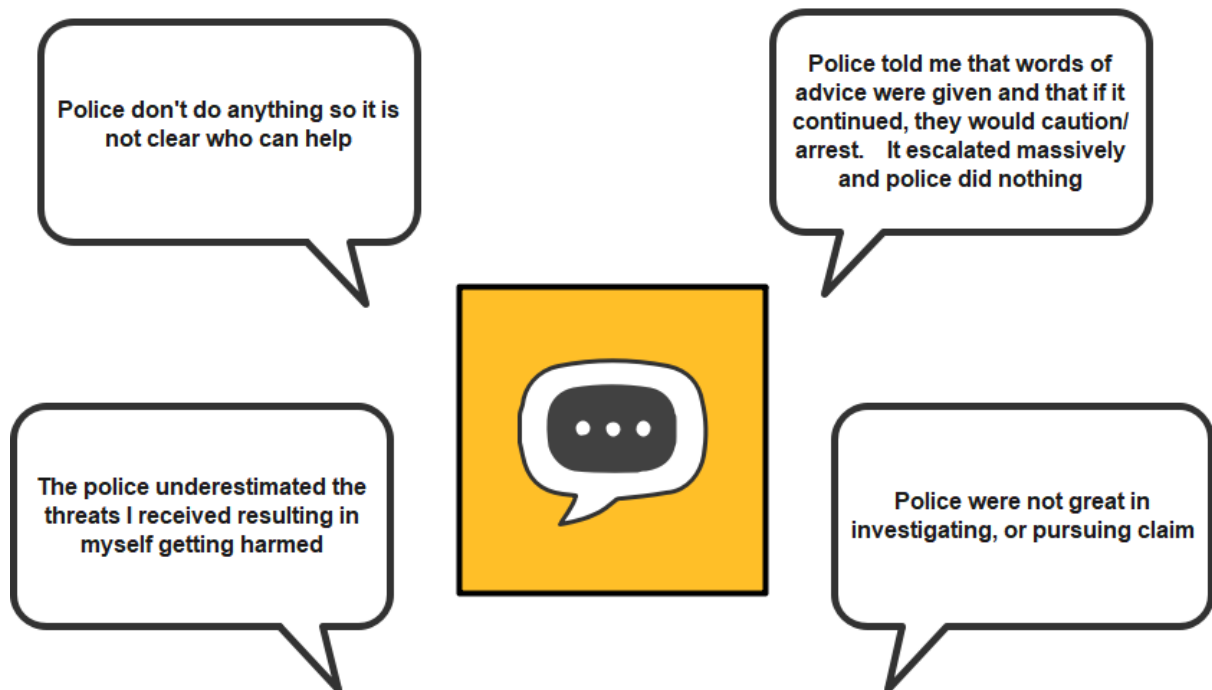 Police don't do anything so it is
not clear who can help
Police told me that words of
advice were given and that if it
continued, they would caution/
arrest. It escalated massively
and police did nothing
The police underestimated the
threats I received resulting in
myself getting harmed
Police were not great in
investigating, or pursuing claim